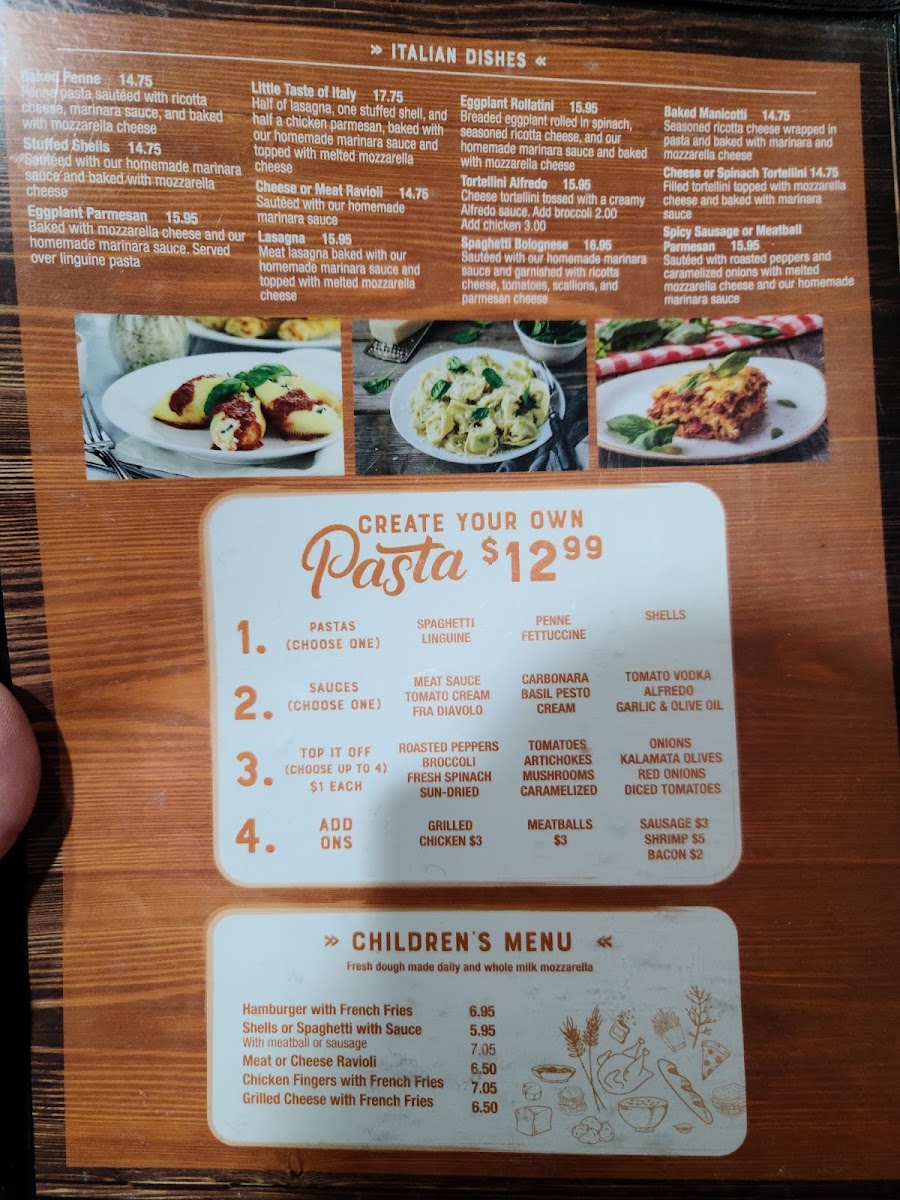 » ITALIAN DISHES «
Baked Penne 14.75
Penne pasta sautéed with ricotta
cheese, marinara sauce, and baked
with mozzarella cheese
Stuffed Shells 14.75
Sautéed with our homemade marinara
sauce and baked with mozzarella
cheese
Eggplant Parmesan 15.95
Baked with mozzarella cheese and our
homemade marinara sauce. Served
over linguine pasta
Little Taste of Italy 17.75
Half of lasagna, one stuffed shell, and
half a chicken parmesan, baked with
our homemade marinara sauce and
topped with melted mozzarella
cheese
Cheese or Meat Ravioli 14.75
Sautéed with our homemade
marinara sauce
Lasagna 15.95
Meat lasagna baked with our
homemade marinara sauce and
topped with melted mozzarella
cheese
Eggplant Rollatini 15.95
Breaded eggplant rolled in spinach,
seasoned ricotta cheese, and our
homemade marinara sauce and baked
with mozzarella cheese
Tortellini Alfredo 15.95
Cheese tortellini tossed with a creamy
Alfredo sauce. Add broccoli 2.00
Add chicken 3.00
Spaghetti Bolognese 16.95
Sautéed with our homemade marinara
sauce and garnished with ricotta
cheese, tomatoes, scallions, and
parmesan cheese
Baked Manicotti 14.75
Seasoned ricotta cheese wrapped in
pasta and baked with marinara and
mozzarella cheese
Cheese or Spinach Tortellini 14.75
Filled tortellini topped with mozzarella
cheese and baked with marinara
sauce
Spicy Sausage or Meatball
Parmesan 15.95
Sautéed with roasted peppers and
caramelized onions with melted
mozzarella cheese and our homemade
marinara sauce
CREATE YOUR OWN
Pasta $12.99
1. PASTAS
(CHOOSE ONE)
SPAGHETTI
LINGUINE
PENNE
FETTUCCINE
SHELLS
2. SAUCES
(CHOOSE ONE)
MEAT SAUCE
TOMATO CREAM
FRA DIAVOLO
CARBONARA
BASIL PESTO
CREAM
TOMATO VODKA
ALFREDO
GARLIC & OLIVE OIL
3. TOP IT OFF
(CHOOSE UP TO 4)
$1 EACH
ROASTED PEPPERS
BROCCOLI
FRESH SPINACH
SUN-DRIED
TOMATOES
ARTICHOKES
MUSHROOMS
CARAMELIZED
ONIONS
KALAMATA OLIVES
RED ONIONS
DICED TOMATOES
4. ADD
ONS
GRILLED
CHICKEN $3
MEATBALLS
$3
SAUSAGE $3
SHRIMP $5
BACON $2
» CHILDREN'S MENU «
Fresh dough made daily and whole milk mozzarella
Hamburger with French Fries 6.95
Shells or Spaghetti with Sauce 5.95
With meatball or sausage 7.05
Meat or Cheese Ravioli 6.50
Chicken Fingers with French Fries 7.05
Grilled Cheese with French Fries 6.50